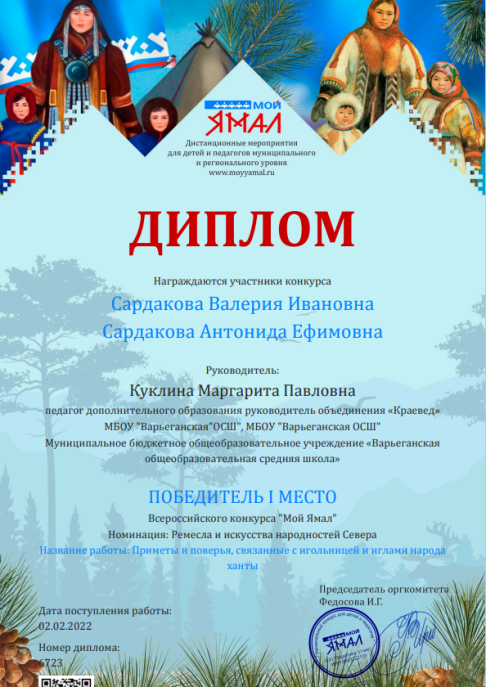 МОЙ
ЯМАЛ
Дистанционные мероприятия
для детей и педагогов муниципального
и регионального уровня
www.moyyamal.ru
ДИПЛОМ
Награждаются участники конкурса
Сардакова Валерия Ивановна
Сардакова Антонида Ефимовна
Руководитель:
Куклина Маргарита Павловна
педагог дополнительного образования руководитель объединения «Краевед»
МБОУ "Варьеганская"ОСШ", МБОУ "Варьеганская ОСШ"
Муниципальное бюджетное общеобразовательное учреждение «Варьеганская
общеобразовательная средняя школа»
ПОБЕДИТЕЛЬ I МЕСТО
Всероссийского конкурса "Мой Ямал"
Номинация: Ремесла и искусства народностей Севера
Название работы: Приметы и поверья, связанные с игольницей и иглами народа
ханты
Председатель оргкомитета
Федосова И.Г.
МОЙ
ЯМАЛ
Дата поступления работы:
02.02.2022
Номер диплома:
6723